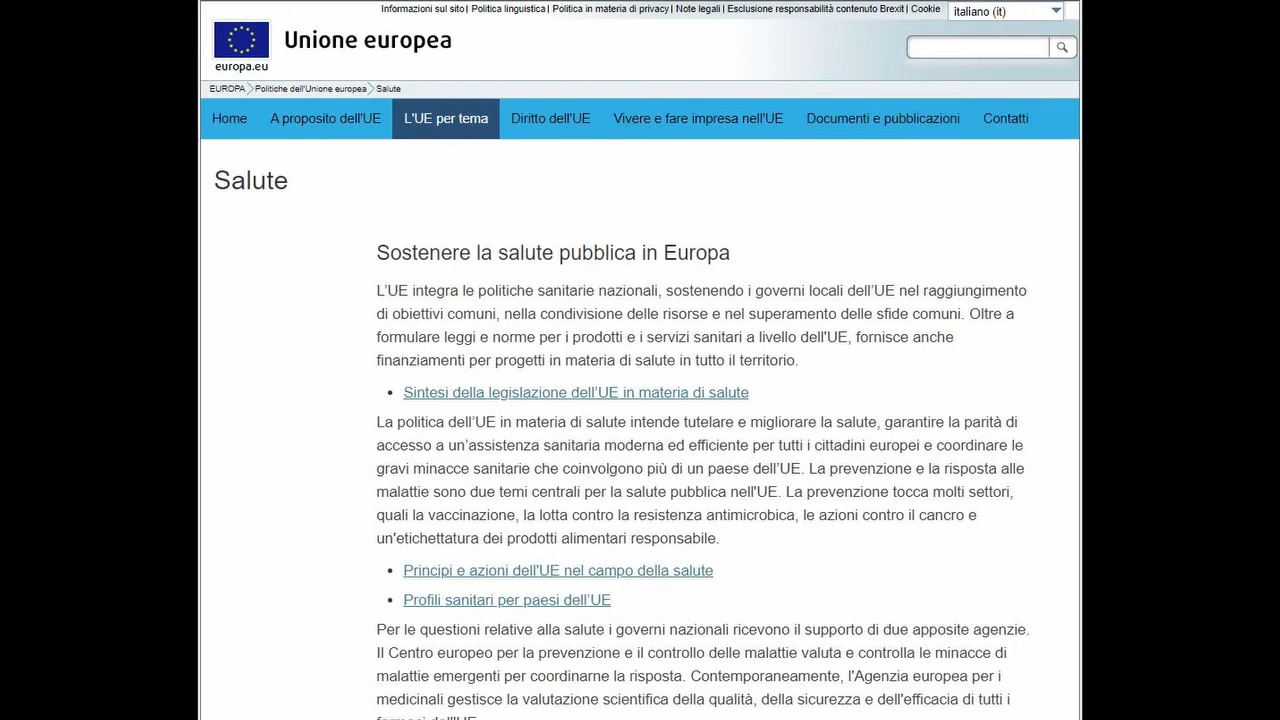 Informazioni sul sito| Politica linguistica| Politica in materia di privacy| Note legali| Esclusione responsabilità contenuto Brexit| Cookie italiano (it)
Unione europea
europa.eu
EUROPA Politiche dell'Unione europea Salute
Home A proposito dell'UE L'UE per tema Diritto dell'UE Vivere e fare impresa nell'UE Documenti e pubblicazioni Contatti
Salute
Sostenere la salute pubblica in Europa
L’UE integra le politiche sanitarie nazionali, sostenendo i governi locali dell’UE nel raggiungimento
di obiettivi comuni, nella condivisione delle risorse e nel superamento delle sfide comuni. Oltre a
formulare leggi e norme per i prodotti e i servizi sanitari a livello dell'UE, fornisce anche
finanziamenti per progetti in materia di salute in tutto il territorio.
• Sintesi della legislazione dell’UE in materia di salute
La politica dell’UE in materia di salute intende tutelare e migliorare la salute, garantire la parità di
accesso a un’assistenza sanitaria moderna ed efficiente per tutti i cittadini europei e coordinare le
gravi minacce sanitarie che coinvolgono più di un paese dell’UE. La prevenzione e la risposta alle
malattie sono due temi centrali per la salute pubblica nell'UE. La prevenzione tocca molti settori,
quali la vaccinazione, la lotta contro la resistenza antimicrobica, le azioni contro il cancro e
un'etichettatura dei prodotti alimentari responsabile.
• Principi e azioni dell'UE nel campo della salute
• Profili sanitari per paesi dell’UE
Per le questioni relative alla salute i governi nazionali ricevono il supporto di due apposite agenzie.
Il Centro europeo per la prevenzione e il controllo delle malattie valuta e controlla le minacce di
malattie emergenti per coordinarne la risposta. Contemporaneamente, l'Agenzia europea per i
medicinali gestisce la valutazione scientifica della qualità, della sicurezza e dell'efficacia di tutti i
farmaci dell'UE